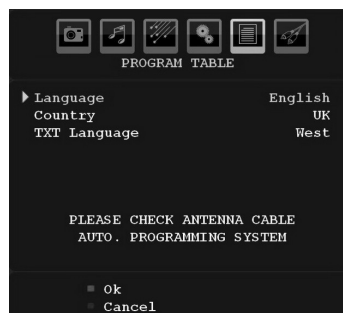 PROGRAM TABLE
Language English
Country UK
TXT Language West
PLEASE CHECK ANTENNA CABLE
AUTO. PROGRAMMING SYSTEM
Ok
Cancel